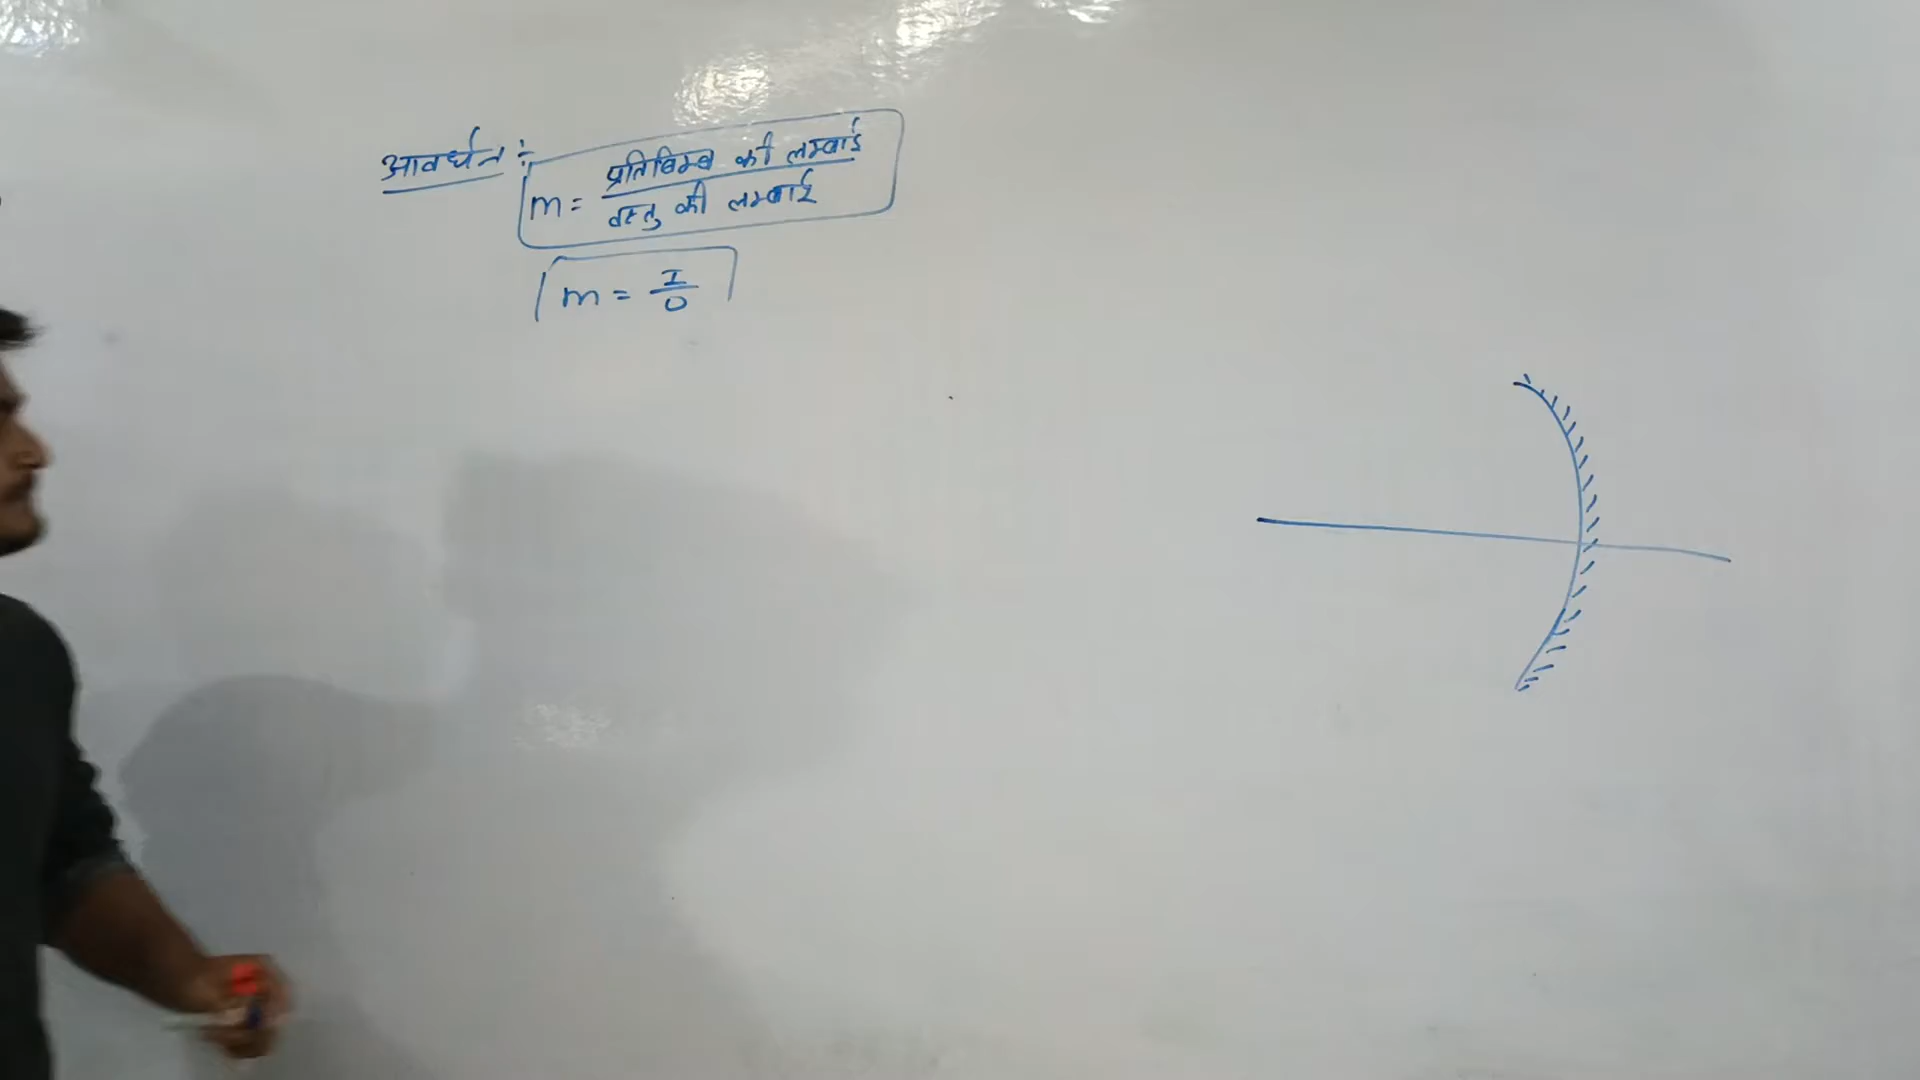 आवर्धन :-
m = प्रतिबिम्ब की लम्बाई / वस्तु की लम्बाई
m = I / O